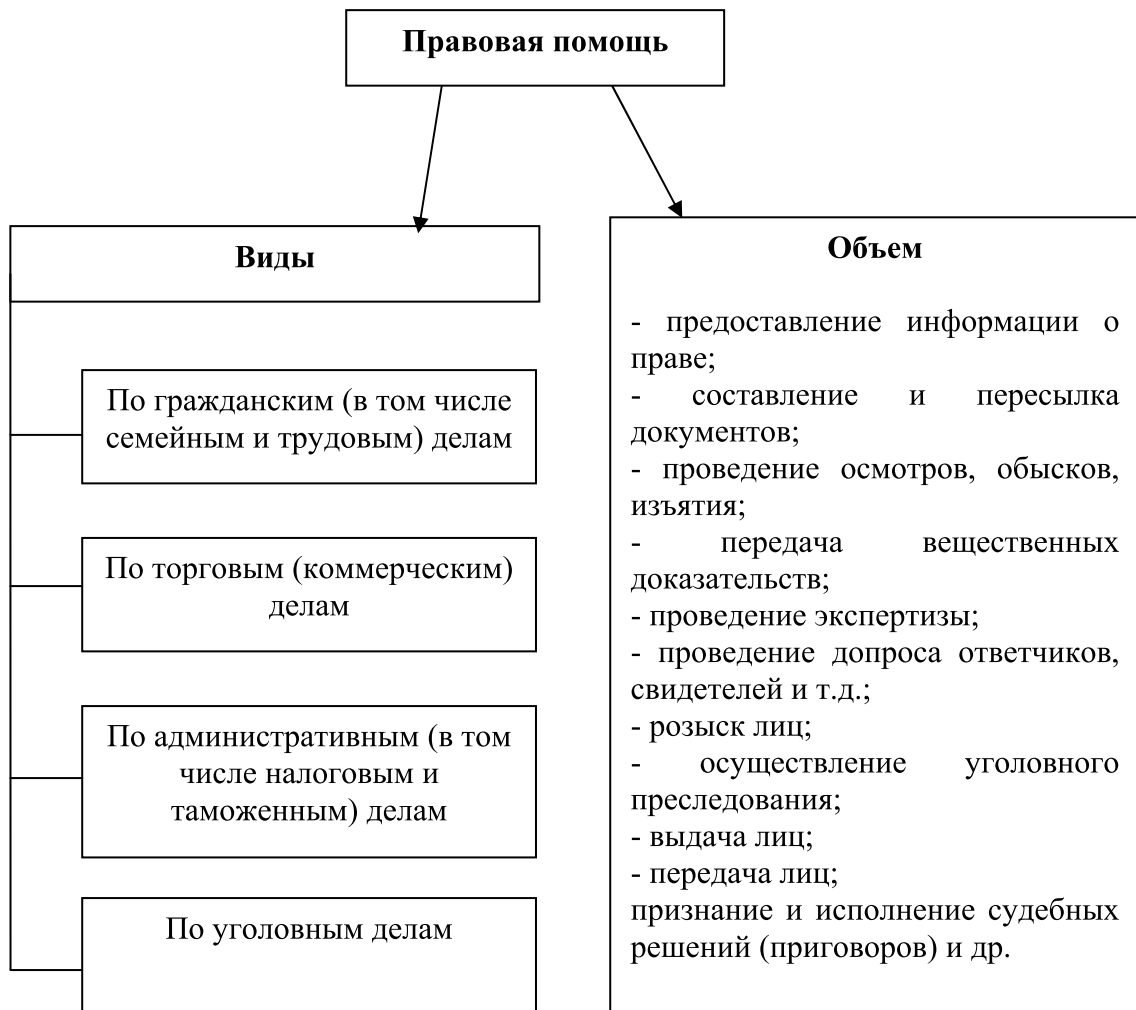 Правовая помощь
Виды
По гражданским (в том числе
семейным и трудовым) делам
По торговым (коммерческим)
делам
По административным (в том
числе налоговым и
таможенным) делам
По уголовным делам
Объем
- предоставление информации о
праве;
- составление и пересылка
документов;
- проведение осмотров, обысков,
изъятия;
- передача вещественных
доказательств;
- проведение экспертизы;
- проведение допроса ответчиков,
свидетелей и т.д.;
- розыск лиц;
- осуществление уголовного
преследования;
- выдача лиц;
- передача лиц;
признание и исполнение судебных
решений (приговоров) и др.